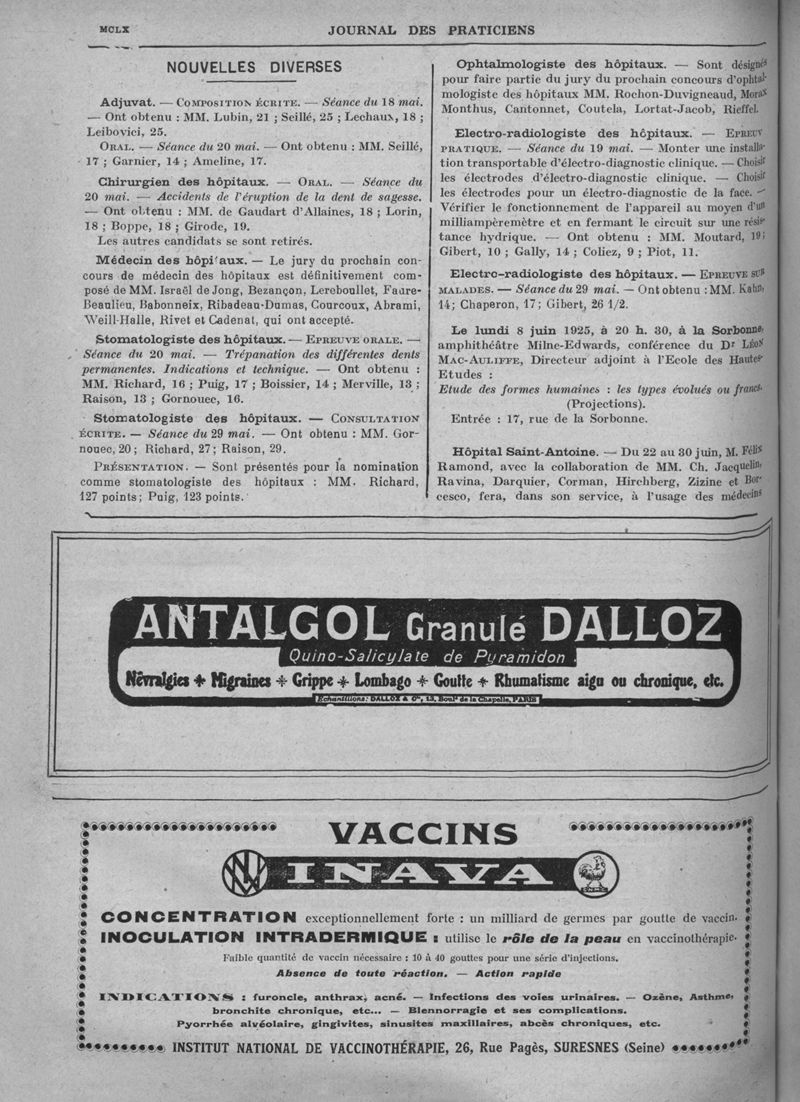 MCLX
JOURNAL DES PRATICIENS
NOUVELLES DIVERSES
Adjuvat. — COMPOSITION ÉCRITE. — Séance du 18 mai.
— Ont obtenu : MM. Lubin, 21 ; Seillé, 25 ; Lechaux, 18 ;
Leibovici, 25.
ORAL. — Séance du 20 mai. — Ont obtenu : MM. Seillé,
17 ; Garnier, 14 ; Ameline, 17.
Chirurgien des hôpitaux. — ORAL. — Séance du
20 mai. — Accidents de l'éruption de la dent de sagesse.
— Ont obtenu : MM. de Gaudart d'Allaines, 18 ; Lorin,
18 ; Boppe, 18 ; Girode, 19.
Les autres candidats se sont retirés.
Médecin des hôpitaux. — Le jury du prochain con-
cours de médecin des hôpitaux est définitivement com-
posé de MM. Israël de Jong, Bezançon, Lereboullet, Faure-
Beaulieu, Babonneix, Ribadeau-Dumas, Courcoux, Abrami,
Weill-Halle, Rivet et Cadenat, qui ont accepté.
Stomatologiste des hôpitaux. — EPREUVE ORALE. —
Séance du 20 mai. — Trépanation des différentes dents
permanentes. Indications et technique. — Ont obtenu :
MM. Richard, 16 ; Puig, 17 ; Boissier, 14 ; Merville, 13 ;
Raison, 13 ; Gornouec, 16.
Stomatologiste des hôpitaux. — CONSULTATION
ÉCRITE. — Séance du 29 mai. — Ont obtenu : MM. Gor-
nouec, 20 ; Richard, 27 ; Raison, 29.
PRÉSENTATION. — Sont présentés pour la nomination
comme stomatologiste des hôpitaux : MM. Richard,
127 points ; Puig, 123 points.
Ophtalmologiste des hôpitaux. — Sont désignés
pour faire partie du jury du prochain concours d'ophtal-
mologiste des hôpitaux MM. Rochon-Duvigneaud, Morax
Monthus, Cantonnet, Coutela, Lortat-Jacob, Rieffel.
Electro-radiologiste des hôpitaux. — EPREUV
PRATIQUE. — Séance du 19 mai. — Monter une installa-
tion transportable d'électro-diagnostic clinique. — Choisir
les électrodes d'électro-diagnostic clinique. — Choisir
les électrodes pour un électro-diagnostic de la face. —
Vérifier le fonctionnement de l'appareil au moyen d'un
milliampèremètre et en fermant le circuit sur une résis-
tance hydrique. — Ont obtenu : MM. Moutard, 19 ;
Gibert, 10 ; Gally, 14 ; Coliez, 9 ; Piot, 11.
Electro-radiologiste des hôpitaux. — EPREUVE SUR
MALADES. — Séance du 29 mai. — Ont obtenu : MM. Kahn,
14 ; Chaperon, 17 ; Gibert, 26 1/2.
Le lundi 8 juin 1925, à 20 h. 30, à la Sorbonne,
amphithéâtre Milne-Edwards, conférence du Dr LÉON
MAC-AULIFFE, Directeur adjoint à l'Ecole des Hautes-
Etudes :
Etude des formes humaines : les types évolués ou francs.
(Projections).
Entrée : 17, rue de la Sorbonne.
Hôpital Saint-Antoine. — Du 22 au 30 juin, M. Félix
Ramond, avec la collaboration de MM. Ch. Jacquelin,
Ravina, Darquier, Corman, Hirchberg, Zizine et Bor-
cesco, fera, dans son service, à l'usage des médecins
ANTALGOL Granulé DALLOZ
Quino-Salicylate de Pyramidon.
Névralgies + Migraines + Grippe + Lombago + Goutte + Rhumatisme aigu ou chronique, etc.
Échantillons: DALLOZ & Cie, 13, Boulᵈ de la Chapelle, PARIS
VACCINS
INAVA
CONCENTRATION exceptionnellement forte : un milliard de germes par goutte de vaccin.
INOCULATION INTRADERMIQUE : utilise le rôle de la peau en vaccinothérapie.
Faible quantité de vaccin nécessaire : 10 à 40 gouttes pour une série d'injections.
Absence de toute réaction. — Action rapide
INDICATIONS : furoncle, anthrax, acné. — Infections des voies urinaires. — Ozène, Asthme,
bronchite chronique, etc... — Blennorragie et ses complications.
Pyorrhée alvéolaire, gingivites, sinusites maxillaires, abcès chroniques, etc.
INSTITUT NATIONAL DE VACCINOTHÉRAPIE, 26, Rue Pagès, SURESNES (Seine)